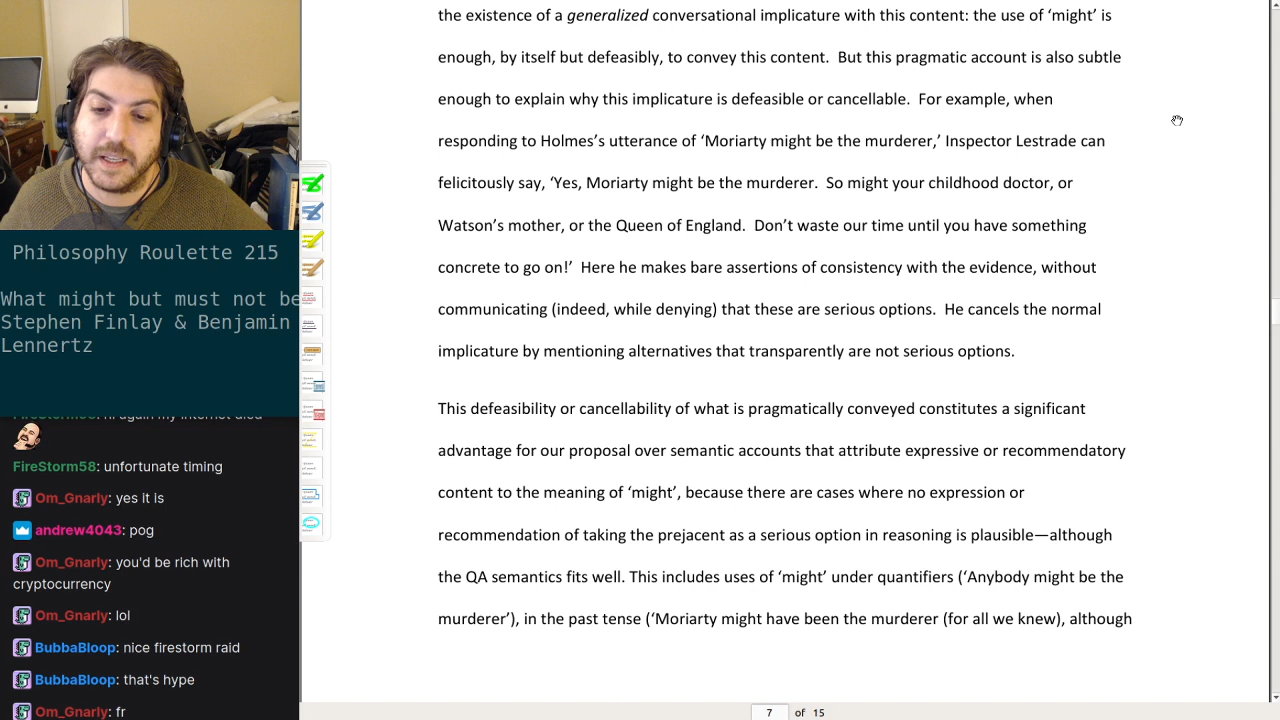 Philosophy Roulette 215
What might but must not be
Stephen Finlay & Benjamin
Lennertz
FireStorm58: unfortunate timing
Om_Gnarly: yes it is
andrew4043: pog
Om_Gnarly: you'd be rich with
cryptocurrency
Om_Gnarly: lol
BubbaBloop: nice firestorm raid
BubbaBloop: that's hype
Om_Gnarly: fr
the existence of a generalized conversational implicature with this content: the use of ‘might’ is
enough, by itself but defeasibly, to convey this content.  But this pragmatic account is also subtle
enough to explain why this implicature is defeasible or cancellable.  For example, when
responding to Holmes’s utterance of ‘Moriarty might be the murderer,’ Inspector Lestrade can
felicitously say, ‘Yes, Moriarty might be the murderer.  So might your childhood doctor, or
Watson’s mother, or the Queen of England.  Don’t waste our time until you have something
concrete to go on!’  Here he makes bare assertions of consistency with the evidence, without
communicating (indeed, while denying) that these are serious options.  He cancels the normal
implicature by mentioning alternatives that transparently are not serious options.
This defeasibility or cancellability of what is pragmatically conveyed constitutes a significant
advantage for our proposal over semantic accounts that attribute expressive or recommendatory
content to the meaning of ‘might’, because there are uses where no expression or
recommendation of taking the prejacent as a serious option in reasoning is plausible—although
the QA semantics fits well. This includes uses of ‘might’ under quantifiers (‘Anybody might be the
murderer’), in the past tense (‘Moriarty might have been the murderer (for all we knew), although
7 of 15